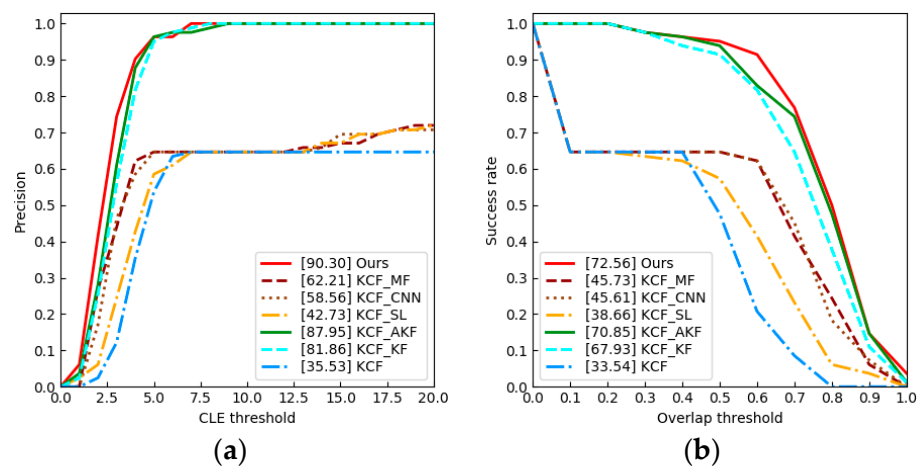 1.0
0.9
0.8
0.7
0.6
0.5
0.4
0.3
0.2
0.1
0.0
Precision
[90.30] Ours
[62.21] KCF_MF
[58.56] KCF_CNN
[42.73] KCF_SL
[87.95] KCF_AKF
[81.86] KCF_KF
[35.53] KCF
0.0 2.5 5.0 7.5 10.0 12.5 15.0 17.5 20.0
CLE threshold
(a)
1.0
0.9
0.8
0.7
0.6
0.5
0.4
0.3
0.2
0.1
0.0
Success rate
[72.56] Ours
[45.73] KCF_MF
[45.61] KCF_CNN
[38.66] KCF_SL
[70.85] KCF_AKF
[67.93] KCF_KF
[33.54] KCF
0.0 0.1 0.2 0.3 0.4 0.5 0.6 0.7 0.8 0.9 1.0
Overlap threshold
(b)